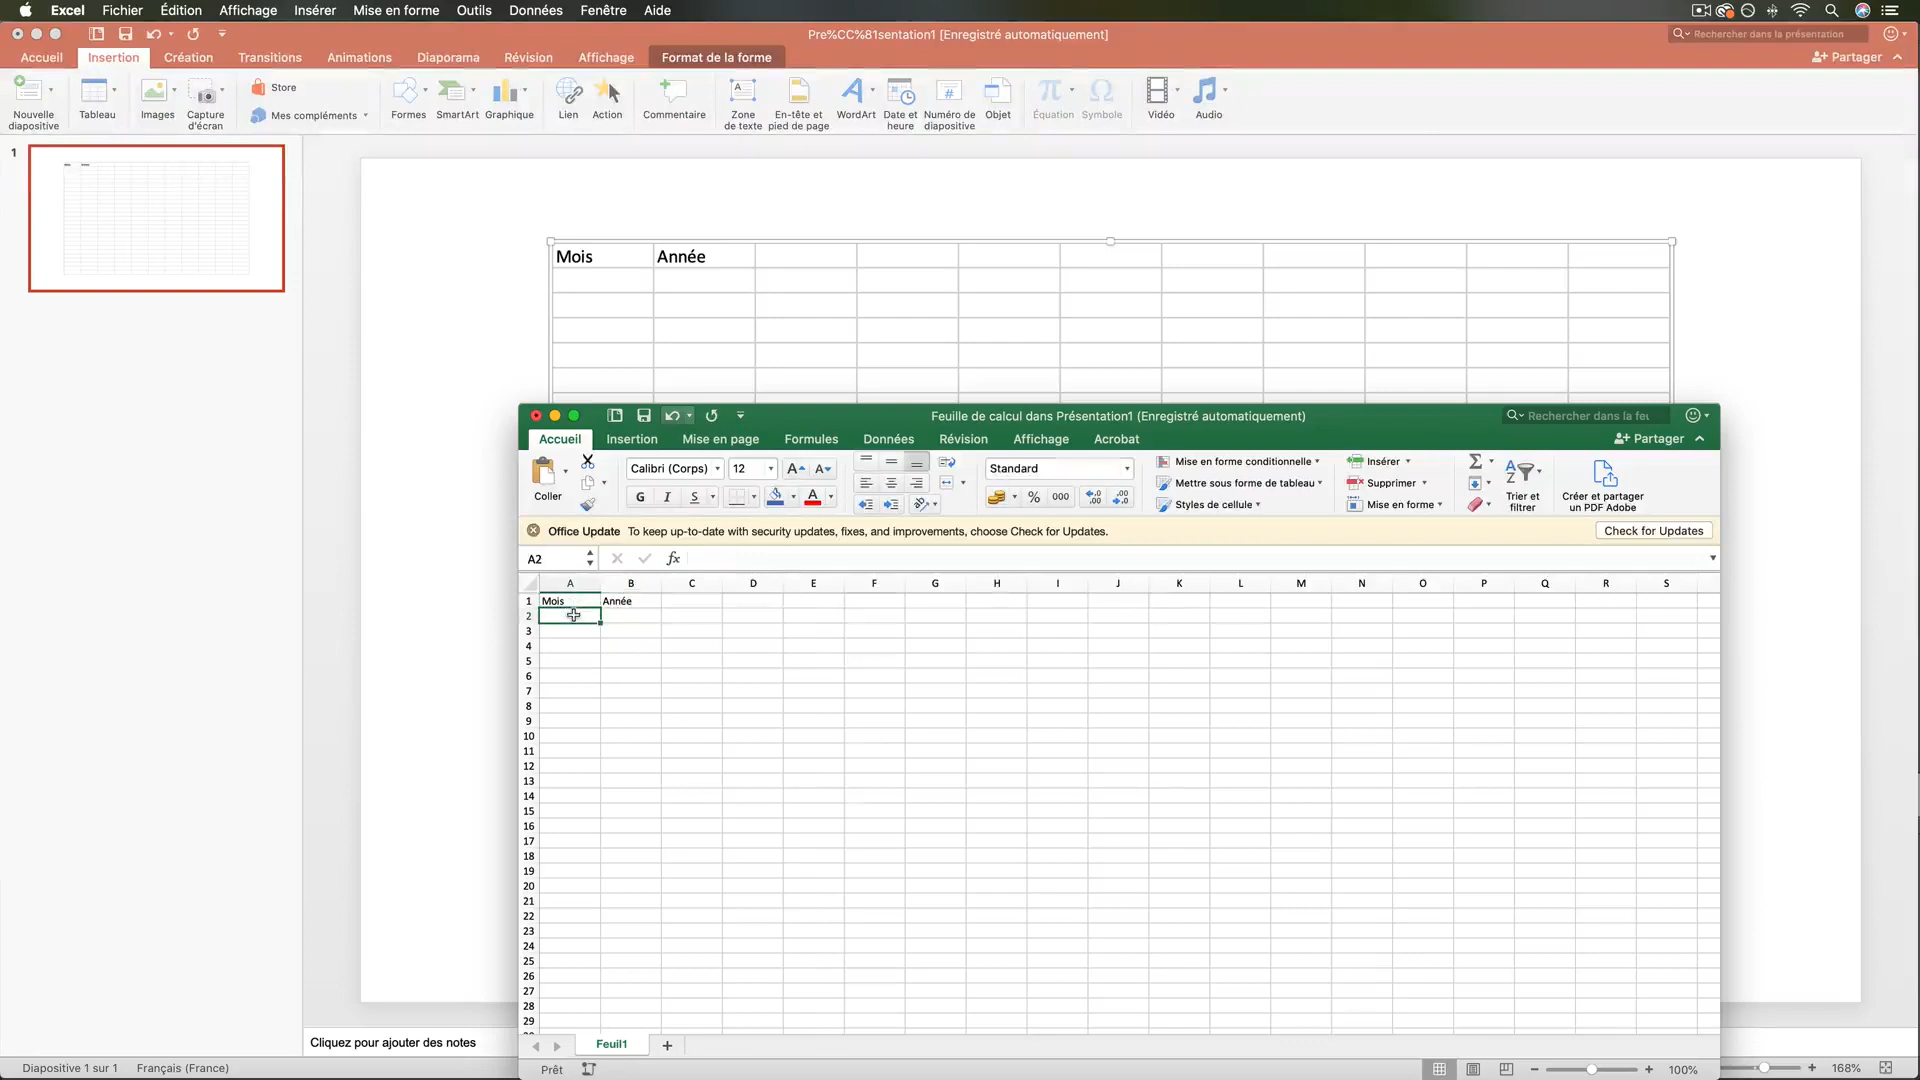 Excel Fichier Édition Affichage Insérer Mise en forme Outils Données Fenêtre Aide
Pre%CC%81sentation1 [Enregistré automatiquement]
Rechercher dans la présentation
Accueil Insertion Création Transitions Animations Diaporama Révision Affichage Format de la forme
Partager
Nouvelle diapositive
Tableau
Images
Capture d'écran
Store
Mes compléments
Formes
SmartArt
Graphique
Lien
Action
Commentaire
Zone de texte
En-tête et pied de page
WordArt
Date et heure
Numéro de diapositive
Objet
Équation
Symbole
Vidéo
Audio
1
Mois Année
Feuille de calcul dans Présentation1 (Enregistré automatiquement)
Rechercher dans la feu
Accueil Insertion Mise en page Formules Données Révision Affichage Acrobat
Partager
Coller
Calibri (Corps) 12
G I S
Standard
% 000
Mise en forme conditionnelle
Mettre sous forme de tableau
Styles de cellule
Insérer
Supprimer
Mise en forme
Trier et filtrer
Créer et partager un PDF Adobe
Office Update To keep up-to-date with security updates, fixes, and improvements, choose Check for Updates.
Check for Updates
A2
fx
A B C D E F G H I J K L M N O P Q R S
1 Mois Année
2
3
4
5
6
7
8
9
10
11
12
13
14
15
16
17
18
19
20
21
22
23
24
25
26
27
28
29
Feuil1
Cliquez pour ajouter des notes
Prêt
100%
Diapositive 1 sur 1 Français (France)
168%